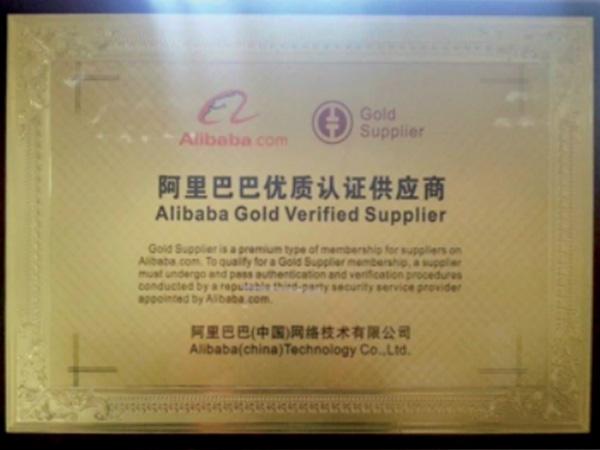 Alibaba.com
Gold
Supplier
阿里巴巴优质认证供应商
Alibaba Gold Verified Supplier
Gold Supplier is a premium type of membership for suppliers on
Alibaba.com. To qualify for a Gold Supplier membership, a supplier
must undergo and pass authentication and verification procedures
conducted by a reputable third-party security service provider
appointed by Alibaba.com.
阿里巴巴(中国)网络技术有限公司
Alibaba(china)Technology Co.,Ltd.